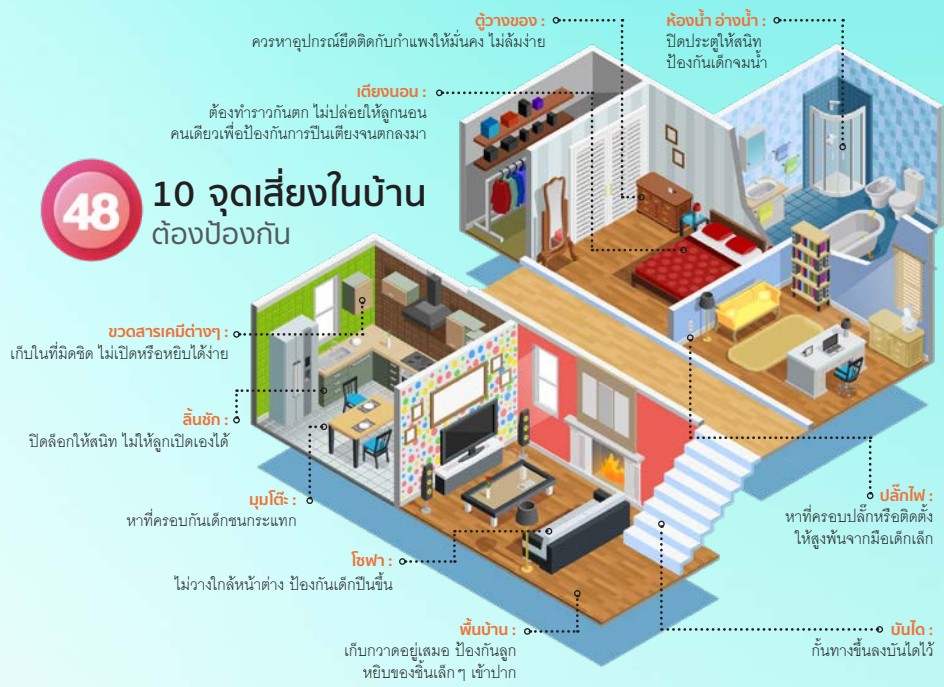 ตู้วางของ :
ควรหาอุปกรณ์ยึดติดกับกำแพงให้มั่นคง ไม่ล้มง่าย
ห้องน้ำ อ่างน้ำ :
ปิดประตูให้สนิท
ป้องกันเด็กจมน้ำ
เตียงนอน :
ต้องทำราวกันตก ไม่ปล่อยให้ลูกนอน
คนเดียวเพื่อป้องกันการปีนเตียงจนตกลงมา
48
10 จุดเสี่ยงในบ้าน
ต้องป้องกัน
ขวดสารเคมีต่างๆ :
เก็บในที่มิดชิด ไม่เปิดหรือหยิบได้ง่าย
ลิ้นชัก :
ปิดล็อกให้สนิท ไม่ให้ลูกเปิดเองได้
มุมโต๊ะ :
หาที่ครอบกันเด็กชนกระแทก
โซฟา :
ไม่วางใกล้หน้าต่าง ป้องกันเด็กปีนขึ้น
พื้นบ้าน :
เก็บกวาดอยู่เสมอ ป้องกันลูก
หยิบของชิ้นเล็ก ๆ เข้าปาก
ปลั๊กไฟ :
หาที่ครอบปลั๊กหรือติดตั้ง
ให้สูงพ้นจากมือเด็กเล็ก
บันได :
กั้นทางขึ้นลงบันไดไว้